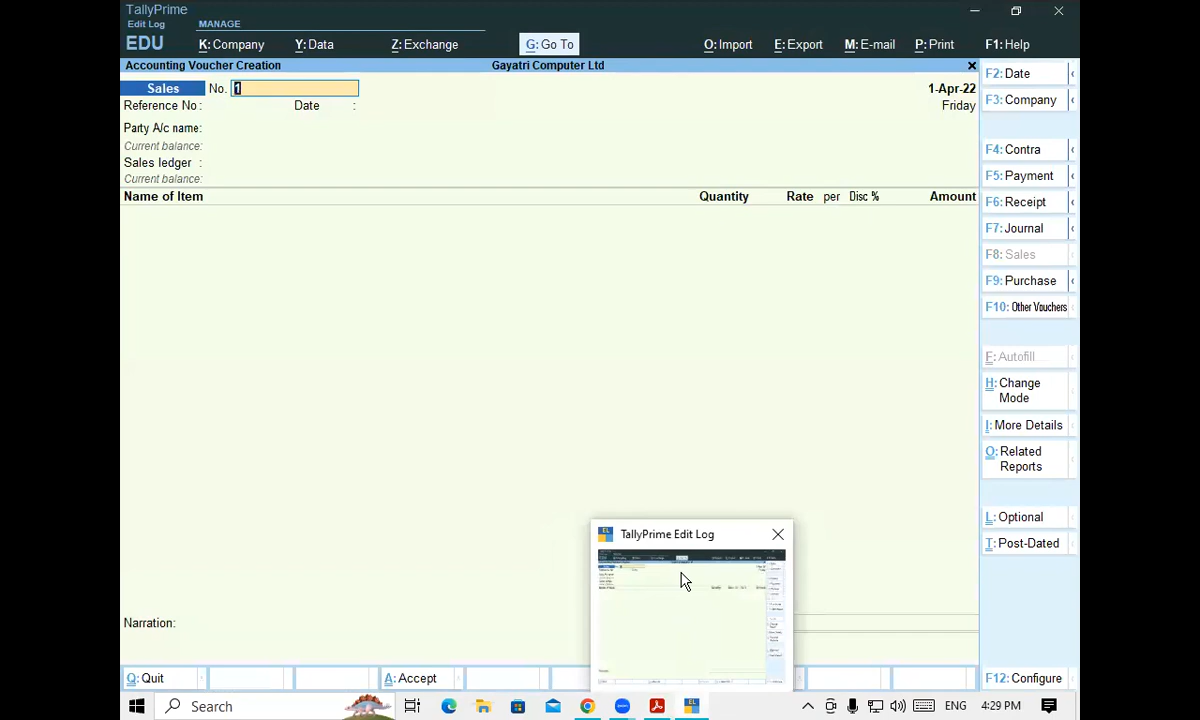 TallyPrime
Edit Log
MANAGE
EDU
K: Company
Y: Data
Z: Exchange
G: Go To
O: Import
E: Export
M: E-mail
P: Print
F1: Help
Accounting Voucher Creation
Gayatri Computer Ltd
Sales No. 1
1-Apr-22
Reference No :
Date :
Friday
Party A/c name:
Current balance:
Sales ledger :
Current balance:
Name of Item
Quantity
Rate per Disc %
Amount
F2: Date
F3: Company
F4: Contra
F5: Payment
F6: Receipt
F7: Journal
F8: Sales
F9: Purchase
F10: Other Vouchers
F: Autofill
H: Change
Mode
I: More Details
O: Related
Reports
L: Optional
T: Post-Dated
EL TallyPrime Edit Log
Narration:
Q: Quit
A: Accept
F12: Configure
Search
EL
ENG
4:29 PM